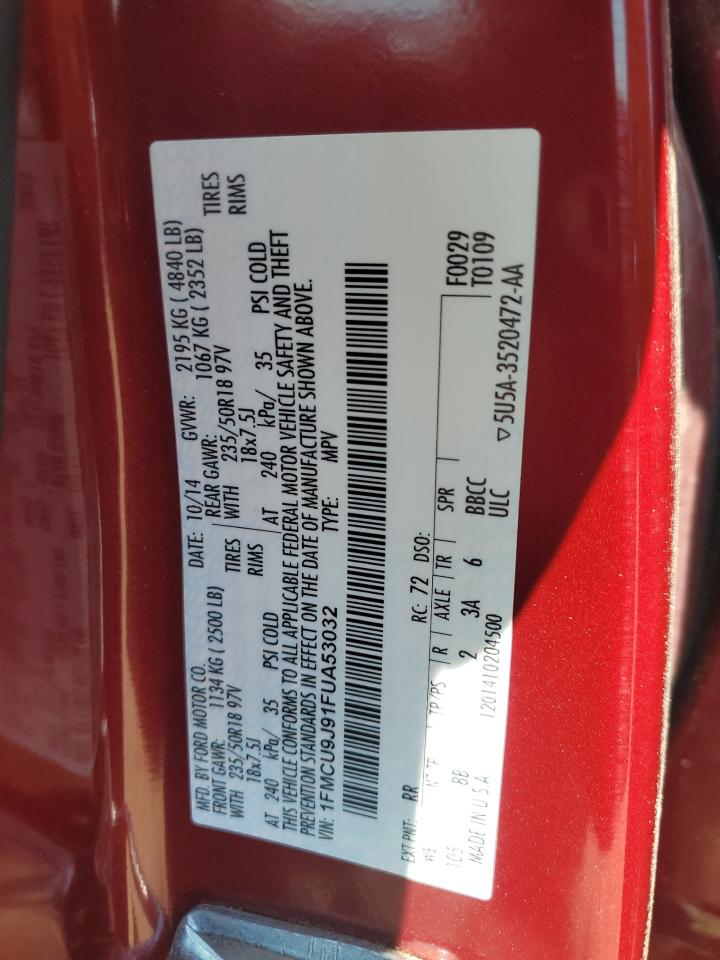 MFD. BY FORD MOTOR CO. DATE: 10/14 GVWR: 2195 KG ( 4840 LB)
FRONT GAWR: 1134 KG ( 2500 LB) REAR GAWR: 1067 KG ( 2352 LB)
WITH 235/50R18 97V TIRES WITH 235/50R18 97V TIRES
18x7.5J RIMS 18x7.5J RIMS
AT 240 kPa/ 35 PSI COLD AT 240 kPa/ 35 PSI COLD
THIS VEHICLE CONFORMS TO ALL APPLICABLE FEDERAL MOTOR VEHICLE SAFETY AND THEFT
PREVENTION STANDARDS IN EFFECT ON THE DATE OF MANUFACTURE SHOWN ABOVE.
VIN: 1FMCU9J91FUA53032 TYPE: MPV
EXT PNT: RR RC: 72 DSO:
TP/PS R AXLE TR SPR F0029
105 8B 2 3A 6 BBCC T0109
MADE IN U S A 1201410204500 ULC
▽5U5A-3520472-AA